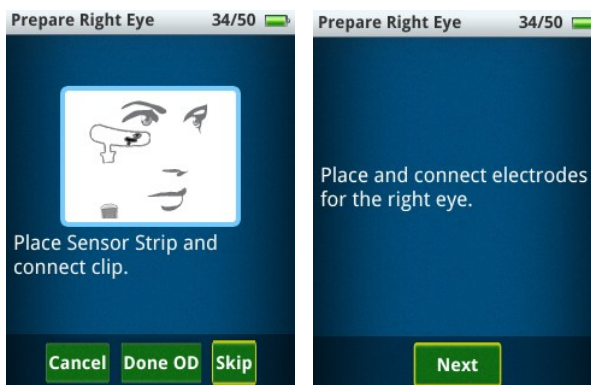 Prepare Right Eye 34/50
Place Sensor Strip and
connect clip.
Cancel Done OD Skip
Prepare Right Eye 34/50
Place and connect electrodes
for the right eye.
Next